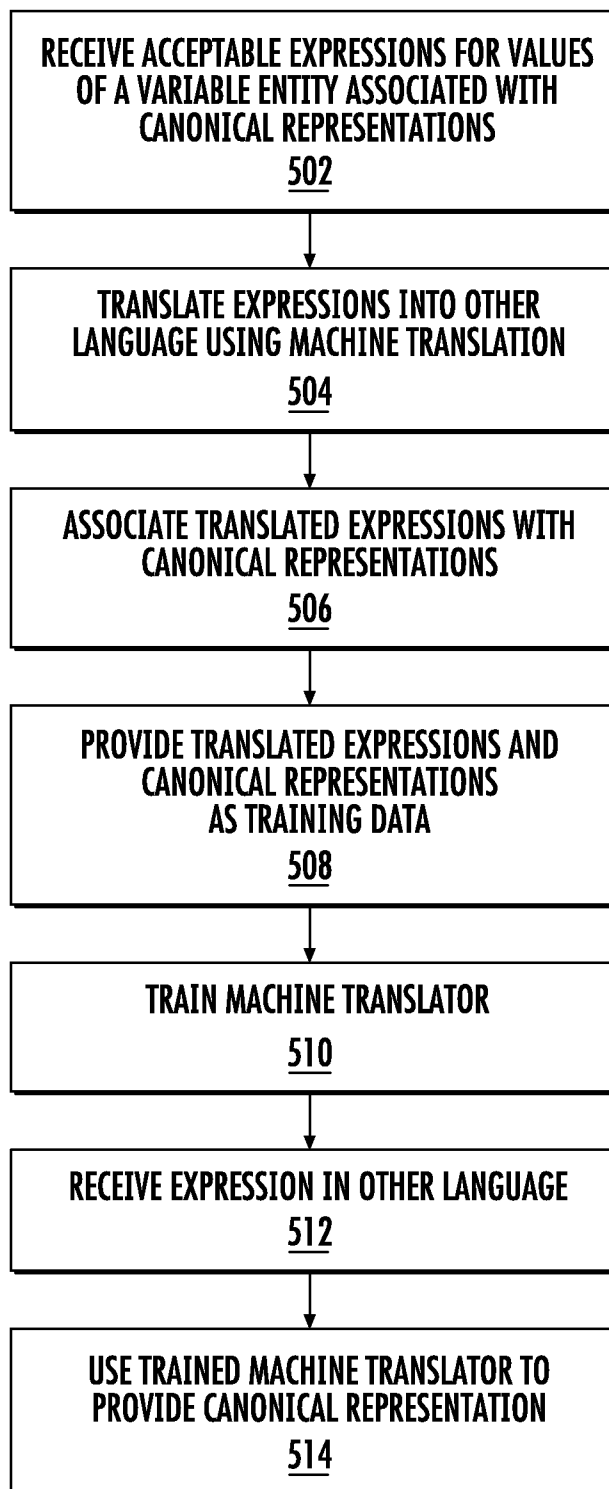 RECEIVE ACCEPTABLE EXPRESSIONS FOR VALUES
OF A VARIABLE ENTITY ASSOCIATED WITH
CANONICAL REPRESENTATIONS
502
TRANSLATE EXPRESSIONS INTO OTHER
LANGUAGE USING MACHINE TRANSLATION
504
ASSOCIATE TRANSLATED EXPRESSIONS WITH
CANONICAL REPRESENTATIONS
506
PROVIDE TRANSLATED EXPRESSIONS AND
CANONICAL REPRESENTATIONS
AS TRAINING DATA
508
TRAIN MACHINE TRANSLATOR
510
RECEIVE EXPRESSION IN OTHER LANGUAGE
512
USE TRAINED MACHINE TRANSLATOR TO
PROVIDE CANONICAL REPRESENTATION
514